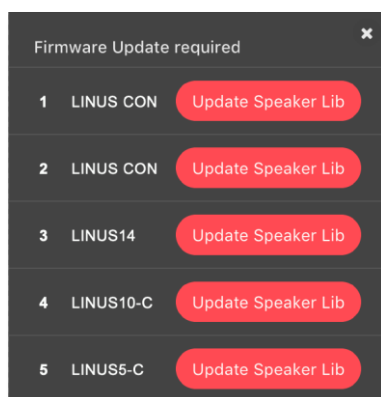 Firmware Update required ×
1 LINUS CON Update Speaker Lib
2 LINUS CON Update Speaker Lib
3 LINUS14 Update Speaker Lib
4 LINUS10-C Update Speaker Lib
5 LINUS5-C Update Speaker Lib